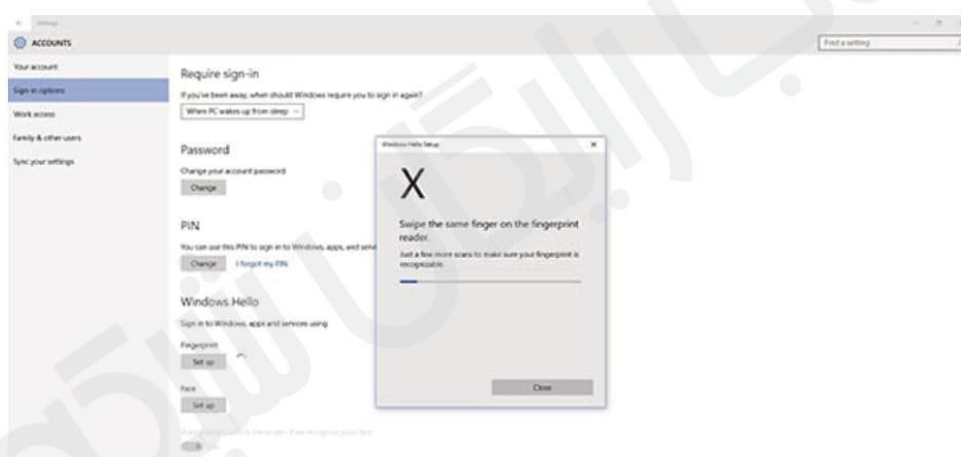 Settings
ACCOUNTS
Find a setting
Your account
Sign-in options
Work access
Family & other users
Sync your settings
Require sign-in
If you've been away, when should Windows require you to sign in again?
When PC wakes up from sleep
Password
Change your account password
Change
PIN
You can use this PIN to sign in to Windows, apps, and
Change I forgot my PIN
Windows Hello
Sign in to Windows, apps and services using
Fingerprint
Set up
Face
Set up
Windows Hello Setup
X
Swipe the same finger on the fingerprint
reader.
Just a few more scans to make sure your fingerprint is
recognizable.
Close